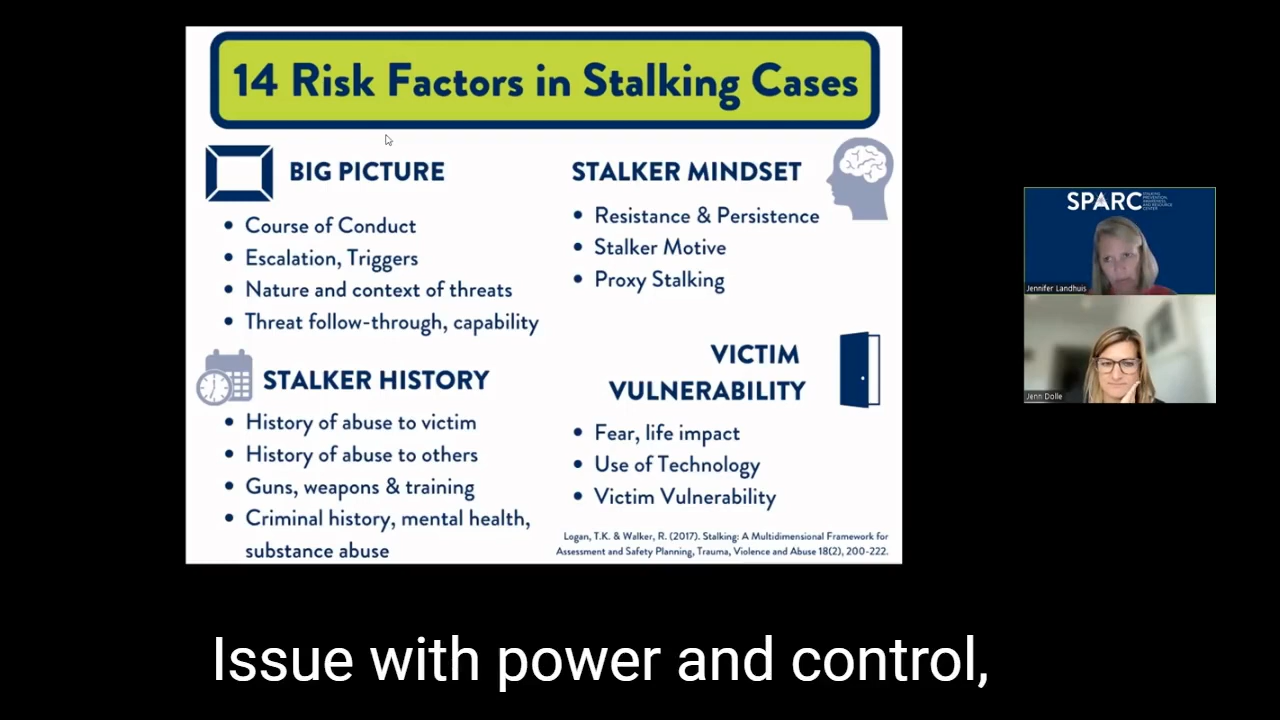 14 Risk Factors in Stalking Cases
BIG PICTURE
• Course of Conduct
• Escalation, Triggers
• Nature and context of threats
• Threat follow-through, capability
STALKER HISTORY
• History of abuse to victim
• History of abuse to others
• Guns, weapons & training
• Criminal history, mental health,
substance abuse
STALKER MINDSET
• Resistance & Persistence
• Stalker Motive
• Proxy Stalking
VICTIM
VULNERABILITY
• Fear, life impact
• Use of Technology
• Victim Vulnerability
Logan, T.K. & Walker, R. (2017). Stalking: A Multidimensional Framework for
Assessment and Safety Planning, Trauma, Violence and Abuse 18(2), 200-222.
SPARC
Jennifer Landhuis
Jenn Dolle
Issue with power and control,